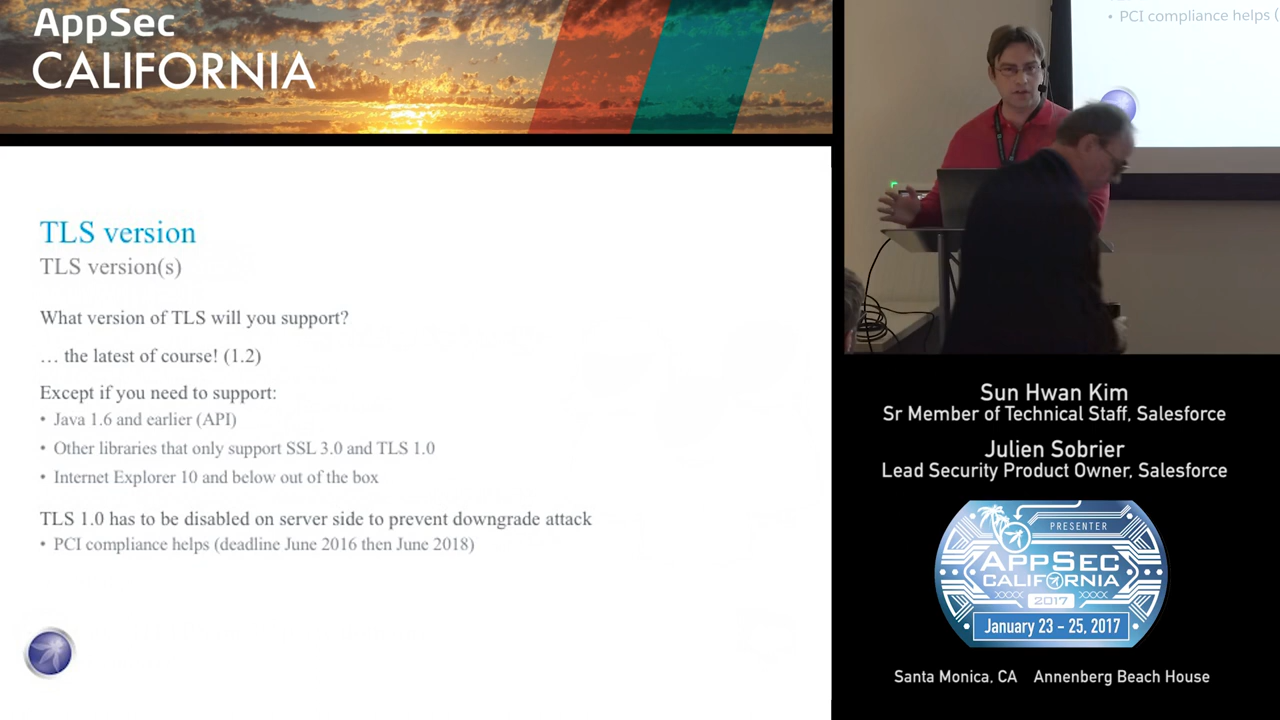 AppSec
CALIFORNIA
TLS version
TLS version(s)
What version of TLS will you support?
… the latest of course! (1.2)
Except if you need to support:
• Java 1.6 and earlier (API)
• Other libraries that only support SSL 3.0 and TLS 1.0
• Internet Explorer 10 and below out of the box
TLS 1.0 has to be disabled on server side to prevent downgrade attack
• PCI compliance helps (deadline June 2016 then June 2018)
• PCI compliance helps (
Sun Hwan Kim
Sr Member of Technical Staff, Salesforce
Julien Sobrier
Lead Security Product Owner, Salesforce
PRESENTER
APPSEC
CALIFORNIA
2017
January 23 - 25, 2017
Santa Monica, CA Annenberg Beach House